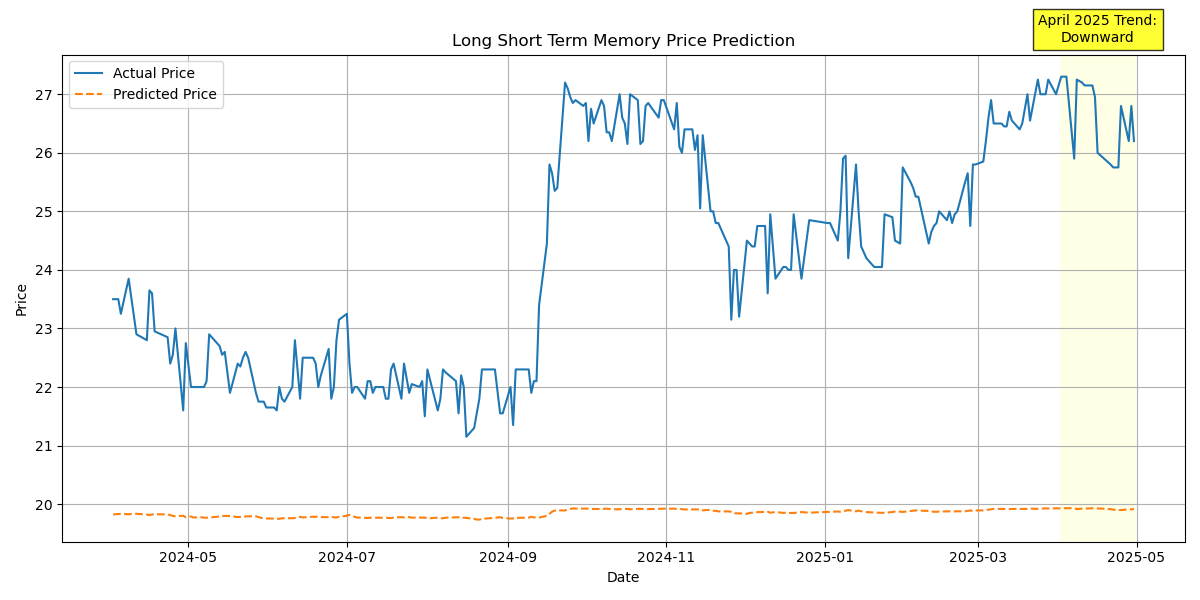 April 2025 Trend:
Downward
Long Short Term Memory Price Prediction
Actual Price
Predicted Price
Price
27
26
25
24
23
22
21
20
2024-05
2024-07
2024-09
2024-11
2025-01
2025-03
2025-05
Date